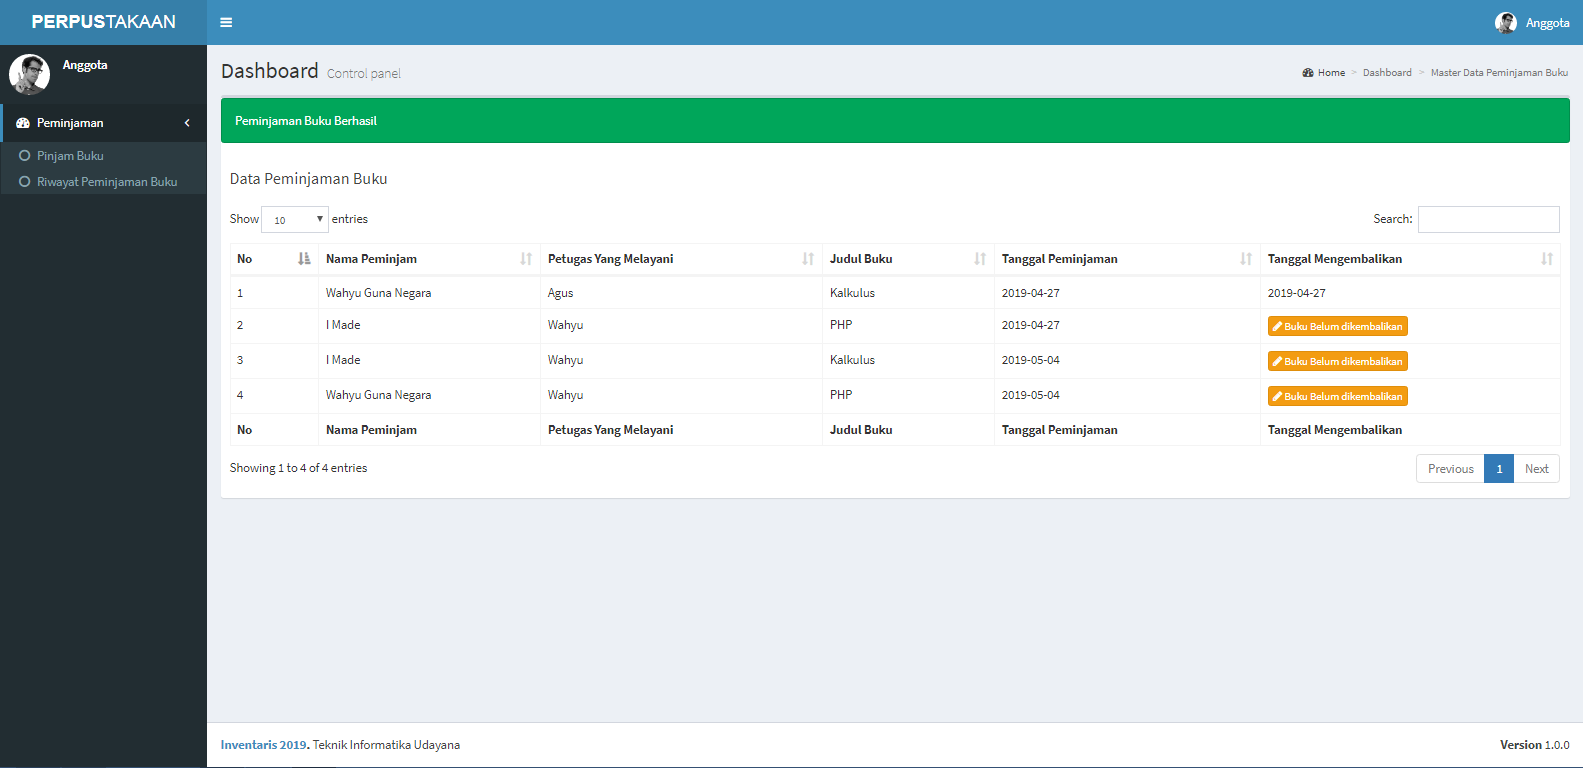 PERPUSTAKAAN
Anggota
Anggota
Peminjaman
Pinjam Buku
Riwayat Peminjaman Buku
Dashboard Control panel
Home > Dashboard > Master Data Peminjaman Buku
Peminjaman Buku Berhasil
Data Peminjaman Buku
Show 10 entries
Search:
No Nama Peminjam Petugas Yang Melayani Judul Buku Tanggal Peminjaman Tanggal Mengembalikan
1 Wahyu Guna Negara Agus Kalkulus 2019-04-27 2019-04-27
2 I Made Wahyu PHP 2019-04-27 Buku Belum dikembalikan
3 I Made Wahyu Kalkulus 2019-05-04 Buku Belum dikembalikan
4 Wahyu Guna Negara Wahyu PHP 2019-05-04 Buku Belum dikembalikan
No Nama Peminjam Petugas Yang Melayani Judul Buku Tanggal Peminjaman Tanggal Mengembalikan
Showing 1 to 4 of 4 entries
Previous 1 Next
Inventaris 2019. Teknik Informatika Udayana
Version 1.0.0